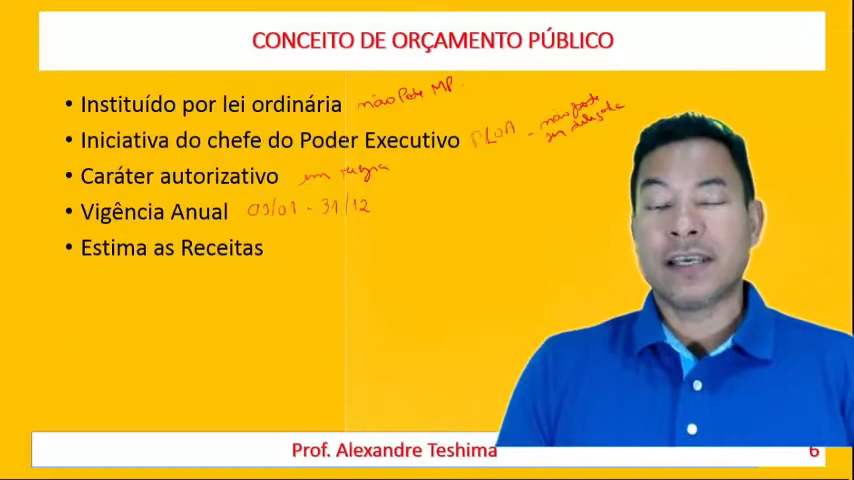 CONCEITO DE ORÇAMENTO PÚBLICO
• Instituído por lei ordinária não Pode MP.
• Iniciativa do chefe do Poder Executivo PLOA - não pode ser delegada
• Caráter autorizativo em regra
• Vigência Anual 01/01 - 31/12
• Estima as Receitas
Prof. Alexandre Teshima 6